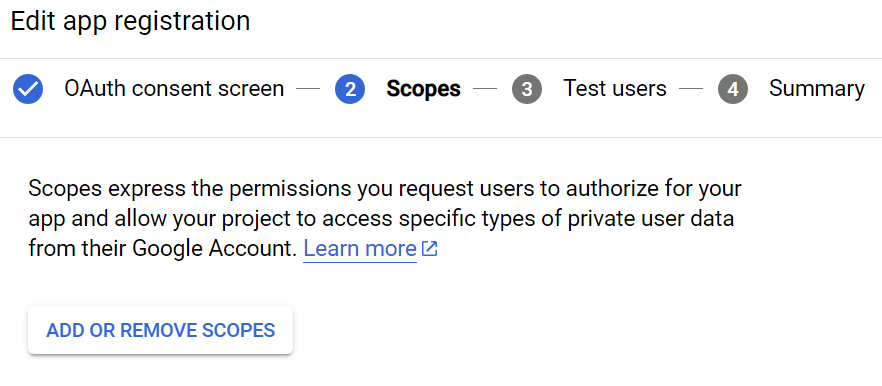 Edit app registration
OAuth consent screen — 2 Scopes — 3 Test users — 4 Summary
Scopes express the permissions you request users to authorize for your
app and allow your project to access specific types of private user data
from their Google Account. Learn more
ADD OR REMOVE SCOPES